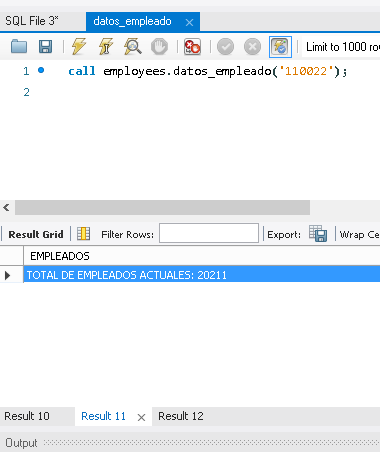 SQL File 3* datos_empleado
Limit to 1000 ro
1 call employees.datos_empleado('110022');
2
Result Grid Filter Rows: Export: Wrap Ce
EMPLEADOS
TOTAL DE EMPLEADOS ACTUALES: 20211
Result 10 Result 11 Result 12
Output